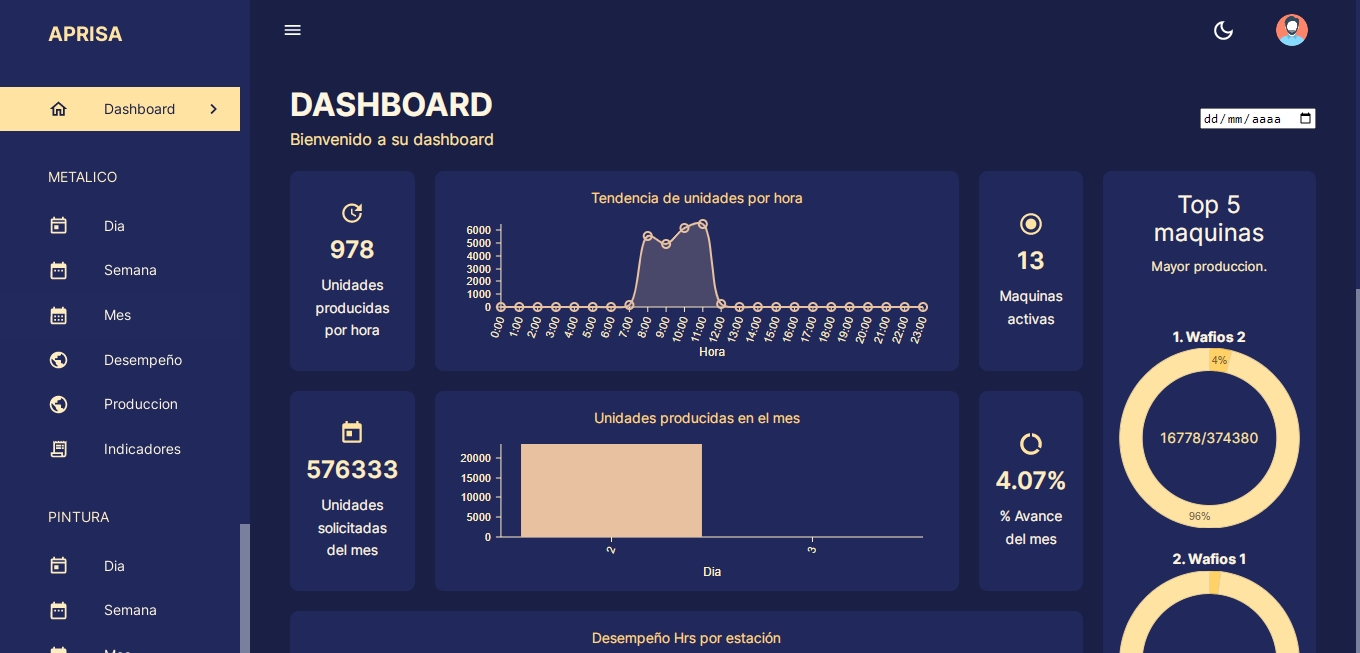 APRISA
Dashboard
METALICO
Dia
Semana
Mes
Desempeño
Produccion
Indicadores
PINTURA
Dia
Semana
DASHBOARD
Bienvenido a su dashboard
dd/mm/aaaa
978
Unidades
producidas
por hora
Tendencia de unidades por hora
6000
5000
4000
3000
2000
1000
0
0:00 1:00 2:00 3:00 4:00 5:00 6:00 7:00 8:00 9:00 10:00 11:00 12:00 13:00 14:00 15:00 16:00 17:00 18:00 19:00 20:00 21:00 22:00 23:00
Hora
13
Maquinas
activas
Top 5
maquinas
Mayor produccion.
1. Wafios 2
4%
16778/374380
96%
2. Wafios 1
576333
Unidades
solicitadas
del mes
Unidades producidas en el mes
20000
15000
10000
5000
0
2 3
Dia
4.07%
% Avance
del mes
Desempeño Hrs por estación